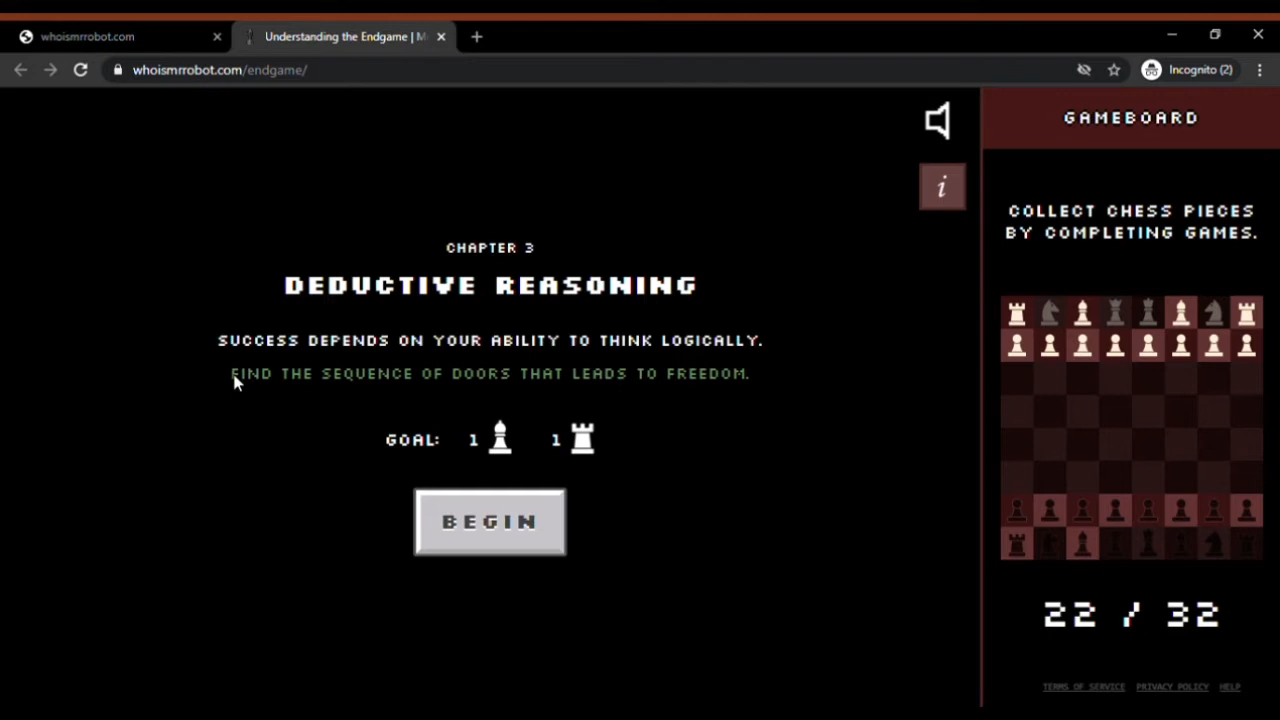 whoismrrobot.com
Understanding the Endgame | M
whoismrrobot.com/endgame/
Incognito (2)
i
GAMEBOARD
COLLECT CHESS PIECES
BY COMPLETING GAMES.
CHAPTER 3
DEDUCTIVE REASONING
SUCCESS DEPENDS ON YOUR ABILITY TO THINK LOGICALLY.
FIND THE SEQUENCE OF DOORS THAT LEADS TO FREEDOM.
GOAL: 1 1
BEGIN
22 / 32
TERMS OF SERVICE PRIVACY POLICY HELP